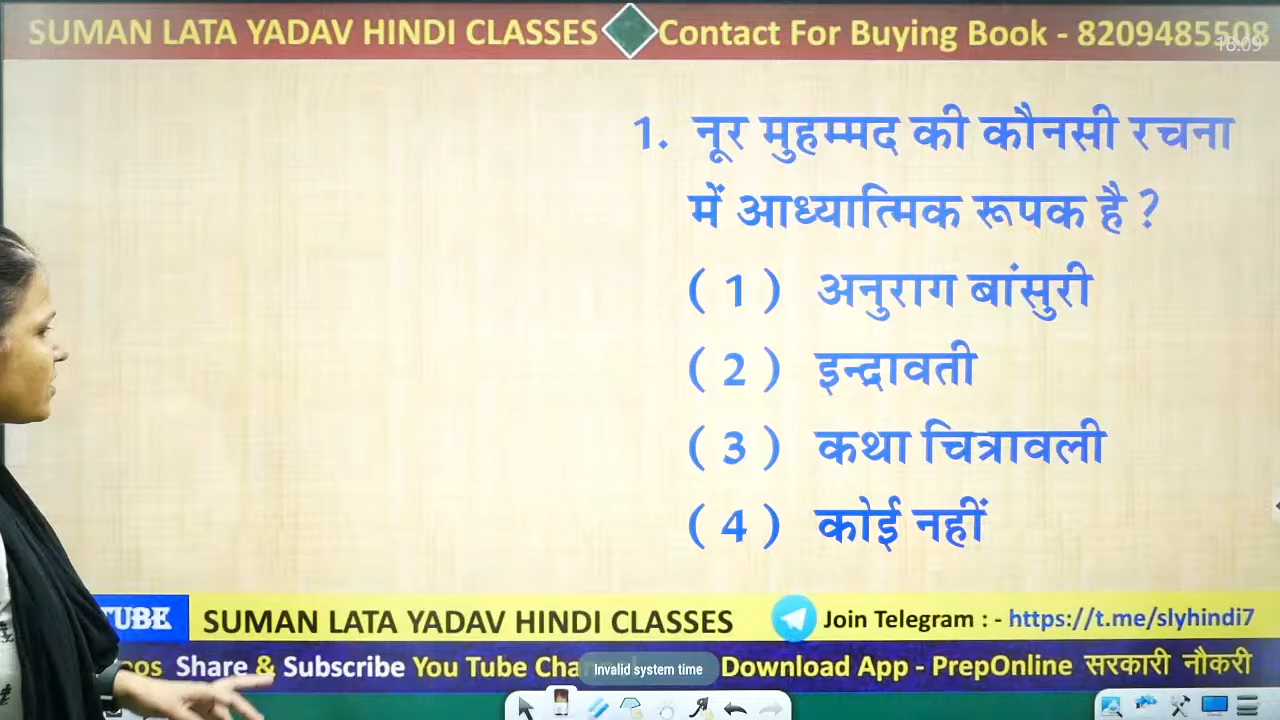 SUMAN LATA YADAV HINDI CLASSES Contact For Buying Book - 8209485508
18:09
1. नूर मुहम्मद की कौनसी रचना
में आध्यात्मिक रूपक है ?
( 1 ) अनुराग बांसुरी
( 2 ) इन्द्रावती
( 3 ) कथा चित्रावली
( 4 ) कोई नहीं
TUBE SUMAN LATA YADAV HINDI CLASSES Join Telegram : - https://t.me/slyhindi7
Share & Subscribe You Tube Cha Download App - PrepOnline सरकारी नौकरी
Invalid system time